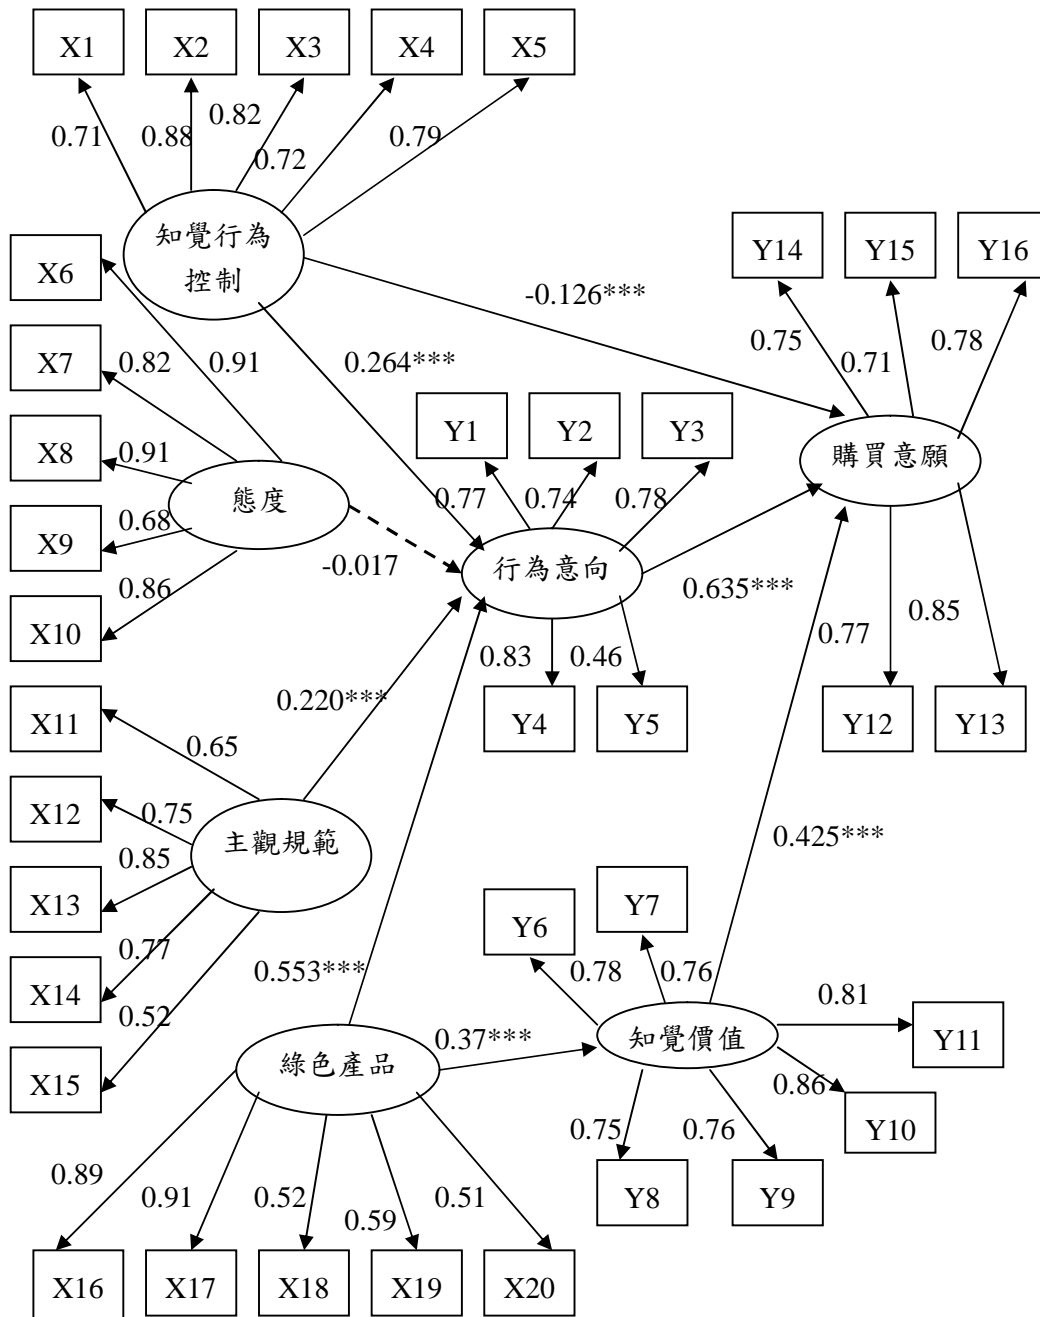 X1
X2
X3
X4
X5
0.71
0.88
0.82
0.72
0.79
知覺行為
控制
X6
X7
X8
X9
X10
0.91
0.82
0.91
0.68
0.86
態度
-0.126***
0.264***
-0.017
Y14
Y15
Y16
0.75
0.71
0.78
購買意願
Y1
Y2
Y3
0.77
0.74
0.78
行為意向
0.635***
0.83
0.46
Y4
Y5
0.77
0.85
Y12
Y13
X11
X12
X13
X14
X15
0.65
0.75
0.85
0.77
0.52
主觀規範
0.220***
0.553***
0.425***
Y6
Y7
0.78
0.76
0.81
Y11
知覺價值
0.37***
綠色產品
0.86
Y10
0.75
0.76
Y8
Y9
0.89
0.91
0.52
0.59
0.51
X16
X17
X18
X19
X20